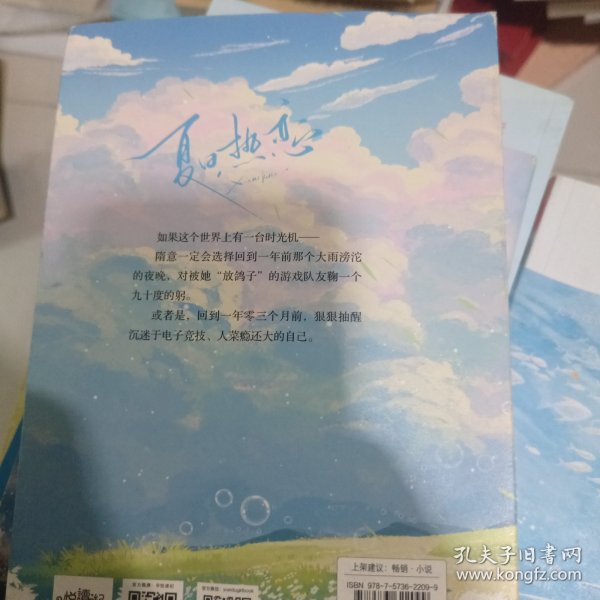 夏日热恋
如果这个世界上有一台时光机——
隋意一定会选择回到一年前那个大雨滂沱
的夜晚，对被她“放鸽子”的游戏队友鞠一个
九十度的躬。
或者是，回到一年零三个月前，狠狠抽醒
沉迷于电子竞技、人菜瘾还大的自己。
上架建议：畅销·小说
ISBN 978-7-5736-2209-9
悦读纪
孔夫子旧书网
www.kongfz.com